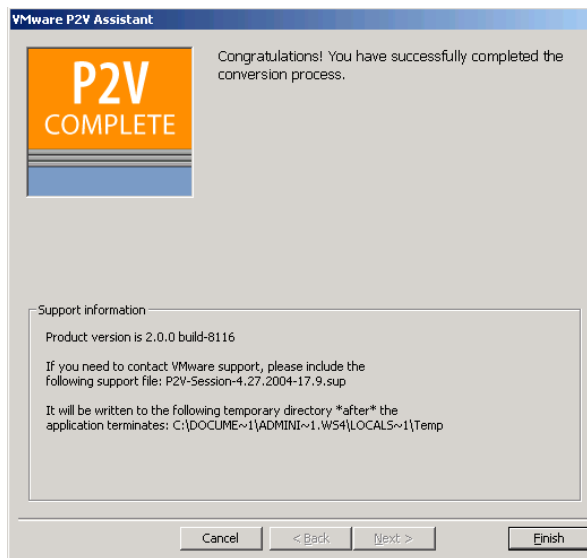 VMware P2V Assistant
P2V
COMPLETE
Congratulations! You have successfully completed the
conversion process.
Support information
Product version is 2.0.0 build-8116
If you need to contact VMware support, please include the
following support file: P2V-Session-4.27.2004-17.9.sup
It will be written to the following temporary directory *after* the
application terminates: C:\DOCUME~1\ADMINI~1.WS4\LOCALS~1\Temp
Cancel
< Back
Next >
Finish